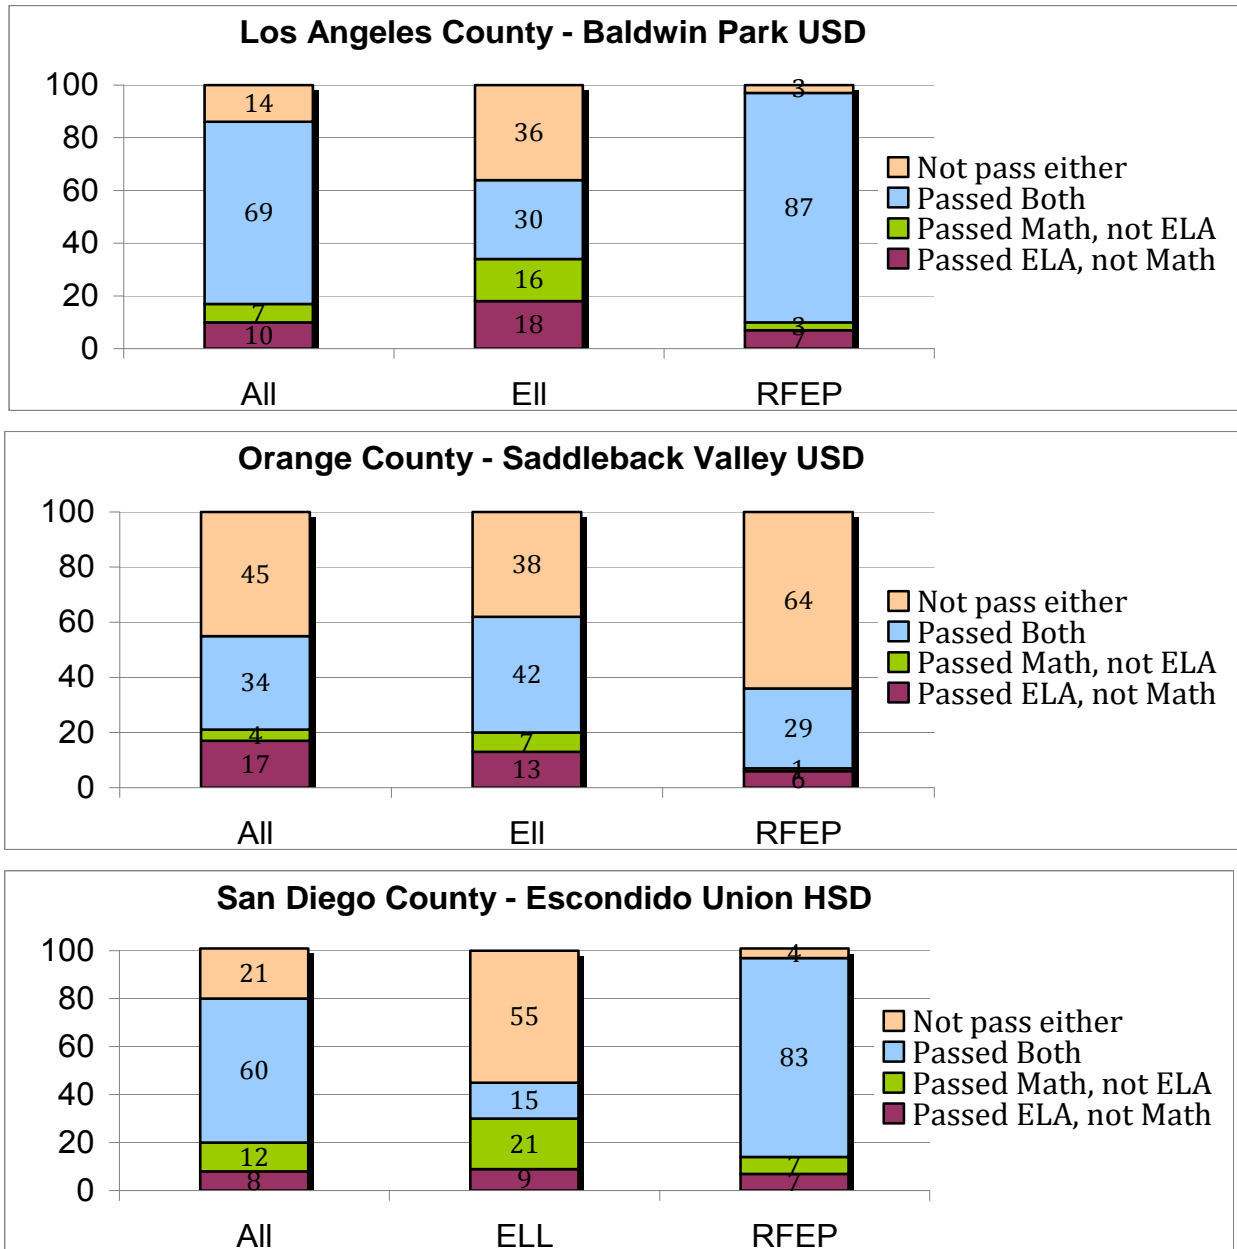 Los Angeles County - Baldwin Park USD
100
80
60
40
20
0
14
69
7
10
36
30
16
18
3
87
3
7
Not pass either
Passed Both
Passed Math, not ELA
Passed ELA, not Math
All
Ell
RFEP
Orange County - Saddleback Valley USD
100
80
60
40
20
0
45
34
4
17
38
42
7
13
64
29
1
6
Not pass either
Passed Both
Passed Math, not ELA
Passed ELA, not Math
All
Ell
RFEP
San Diego County - Escondido Union HSD
100
80
60
40
20
0
21
60
12
8
55
15
21
9
4
83
7
7
Not pass either
Passed Both
Passed Math, not ELA
Passed ELA, not Math
All
ELL
RFEP